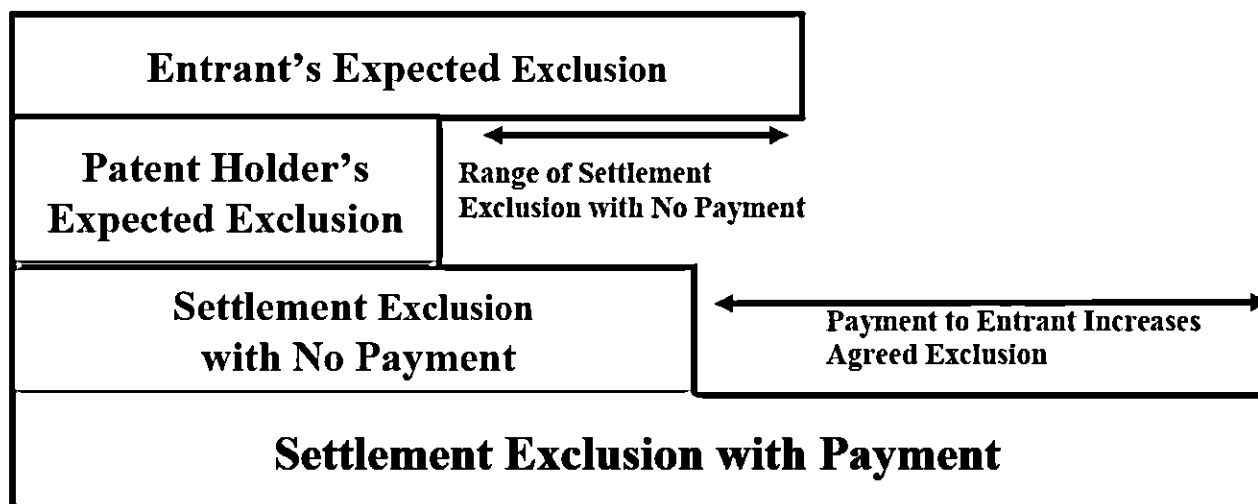 Entrant's Expected Exclusion
Patent Holder's
Expected Exclusion
Range of Settlement
Exclusion with No Payment
Settlement Exclusion
with No Payment
Payment to Entrant Increases
Agreed Exclusion
Settlement Exclusion with Payment